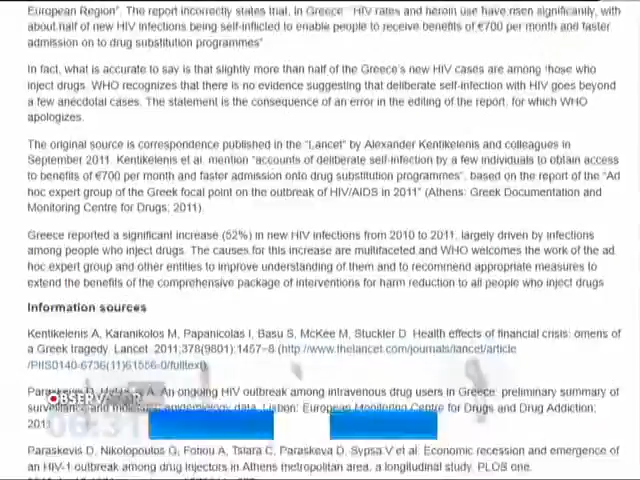 European Region". The report incorrectly states that, in Greece "HIV rates and heroin use have risen significantly, with
about half of new HIV infections being self-inflicted to enable people to receive benefits of €700 per month and faster
admission on to drug substitution programmes"
In fact, what is accurate to say is that slightly more than half of the Greece's new HIV cases are among those who
inject drugs. WHO recognizes that there is no evidence suggesting that deliberate self-infection with HIV goes beyond
a few anecdotal cases. The statement is the consequence of an error in the editing of the report, for which WHO
apologizes.
The original source is correspondence published in the "Lancet" by Alexander Kentikelenis and colleagues in
September 2011. Kentikelenis et al. mention "accounts of deliberate self-infection by a few individuals to obtain access
to benefits of €700 per month and faster admission onto drug substitution programmes", based on the report of the "Ad
hoc expert group of the Greek focal point on the outbreak of HIV/AIDS in 2011" (Athens: Greek Documentation and
Monitoring Centre for Drugs; 2011).
Greece reported a significant increase (52%) in new HIV infections from 2010 to 2011, largely driven by infections
among people who inject drugs. The causes for this increase are multifaceted and WHO welcomes the work of the ad
hoc expert group and other entities to improve understanding of them and to recommend appropriate measures to
extend the benefits of the comprehensive package of interventions for harm reduction to all people who inject drugs
Information sources
Kentikelenis A, Karanikolos M, Papanicolas I, Basu S, McKee M, Stuckler D. Health effects of financial crisis: omens of
a Greek tragedy. Lancet. 2011;378(9801):1457–8 (http://www.thelancet.com/journals/lancet/article
/PIIS0140-6736(11)61556-0/fulltext).
A. An ongoing HIV outbreak among intravenous drug users in Greece: preliminary summary of
OBSERV
surveillance and molecular epidemiology data. Lisbon: European Monitoring Centre for Drugs and Drug Addiction;
Paraskevis D, Nikolopoulos G, Fotiou A, Tsiara C, Paraskeva D, Sypsa V et al. Economic recession and emergence of
an HIV-1 outbreak among drug injectors in Athens metropolitan area: a longitudinal study. PLOS one.